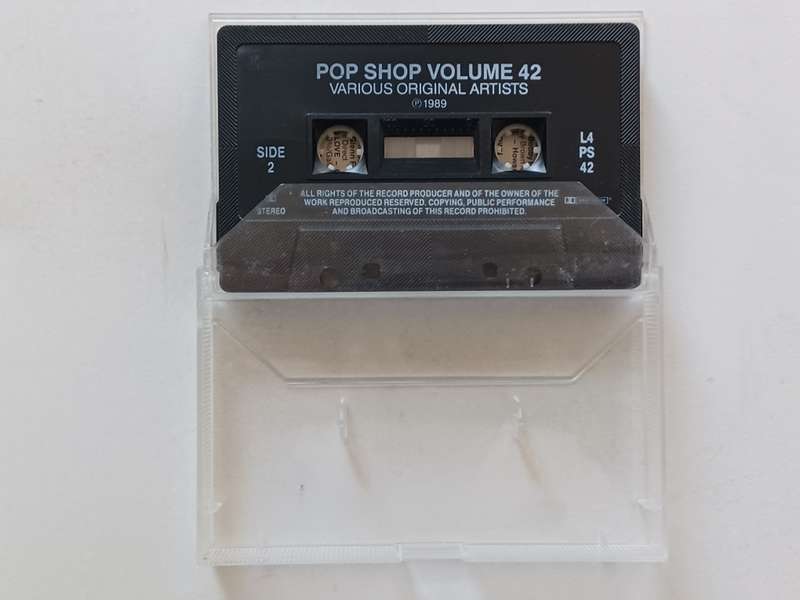 POP SHOP VOLUME 42
VARIOUS ORIGINAL ARTISTS
℗ 1989
SIDE
2
L4
PS
42
LOVE
ALL RIGHTS OF THE RECORD PRODUCER AND OF THE OWNER OF THE
WORK REPRODUCED RESERVED. COPYING, PUBLIC PERFORMANCE
AND BROADCASTING OF THIS RECORD PROHIBITED.
STEREO